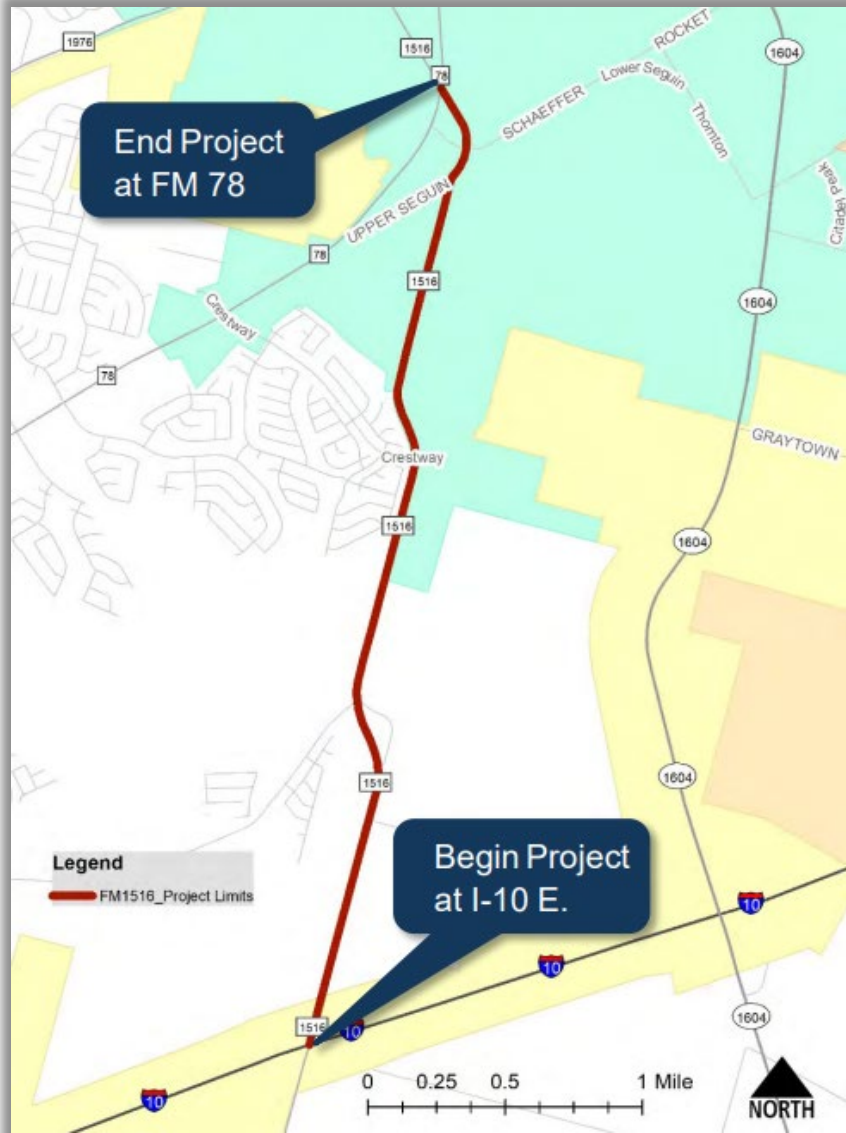 1976
1516
78
1604
ROCKET
SCHAEFFER
Lower Seguin
Thornton
Citadel Peak
End Project
at FM 78
UPPER SEGUIN
78
1516
Crestway
1604
78
GRAYTOWN
Crestway
1516
1604
1516
1604
Legend
FM1516_Project Limits
Begin Project
at I-10 E.
10
10
1516
10
1604
10
0 0.25 0.5 1 Mile
NORTH